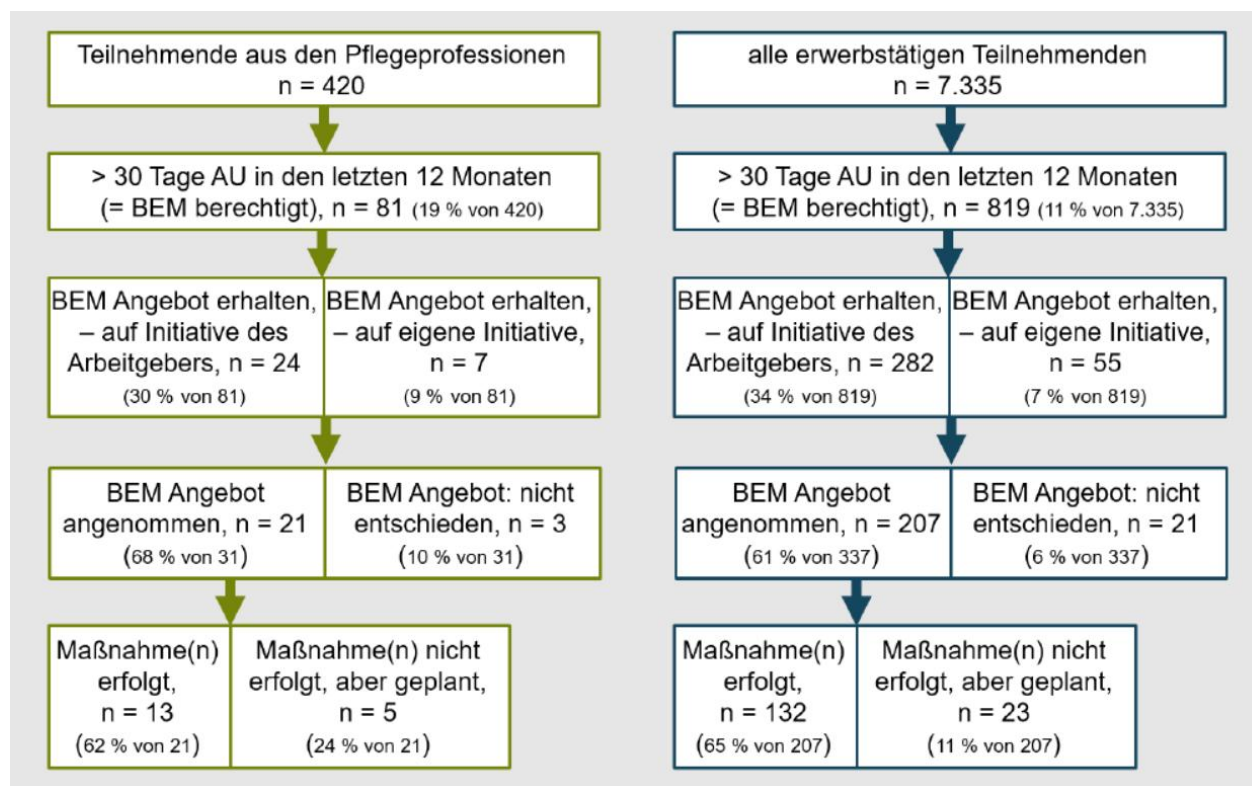 Teilnehmende aus den Pflegeprofessionen
n = 420
> 30 Tage AU in den letzten 12 Monaten
(= BEM berechtigt), n = 81 (19 % von 420)
BEM Angebot erhalten,
– auf Initiative des
Arbeitgebers, n = 24
(30 % von 81)
BEM Angebot erhalten,
– auf eigene Initiative,
n = 7
(9 % von 81)
BEM Angebot
angenommen, n = 21
(68 % von 31)
BEM Angebot: nicht
entschieden, n = 3
(10 % von 31)
Maßnahme(n)
erfolgt,
n = 13
(62 % von 21)
Maßnahme(n) nicht
erfolgt, aber geplant,
n = 5
(24 % von 21)
alle erwerbstätigen Teilnehmenden
n = 7.335
> 30 Tage AU in den letzten 12 Monaten
(= BEM berechtigt), n = 819 (11 % von 7.335)
BEM Angebot erhalten,
– auf Initiative des
Arbeitgebers, n = 282
(34 % von 819)
BEM Angebot erhalten,
– auf eigene Initiative,
n = 55
(7 % von 819)
BEM Angebot
angenommen, n = 207
(61 % von 337)
BEM Angebot: nicht
entschieden, n = 21
(6 % von 337)
Maßnahme(n)
erfolgt,
n = 132
(65 % von 207)
Maßnahme(n) nicht
erfolgt, aber geplant,
n = 23
(11 % von 207)